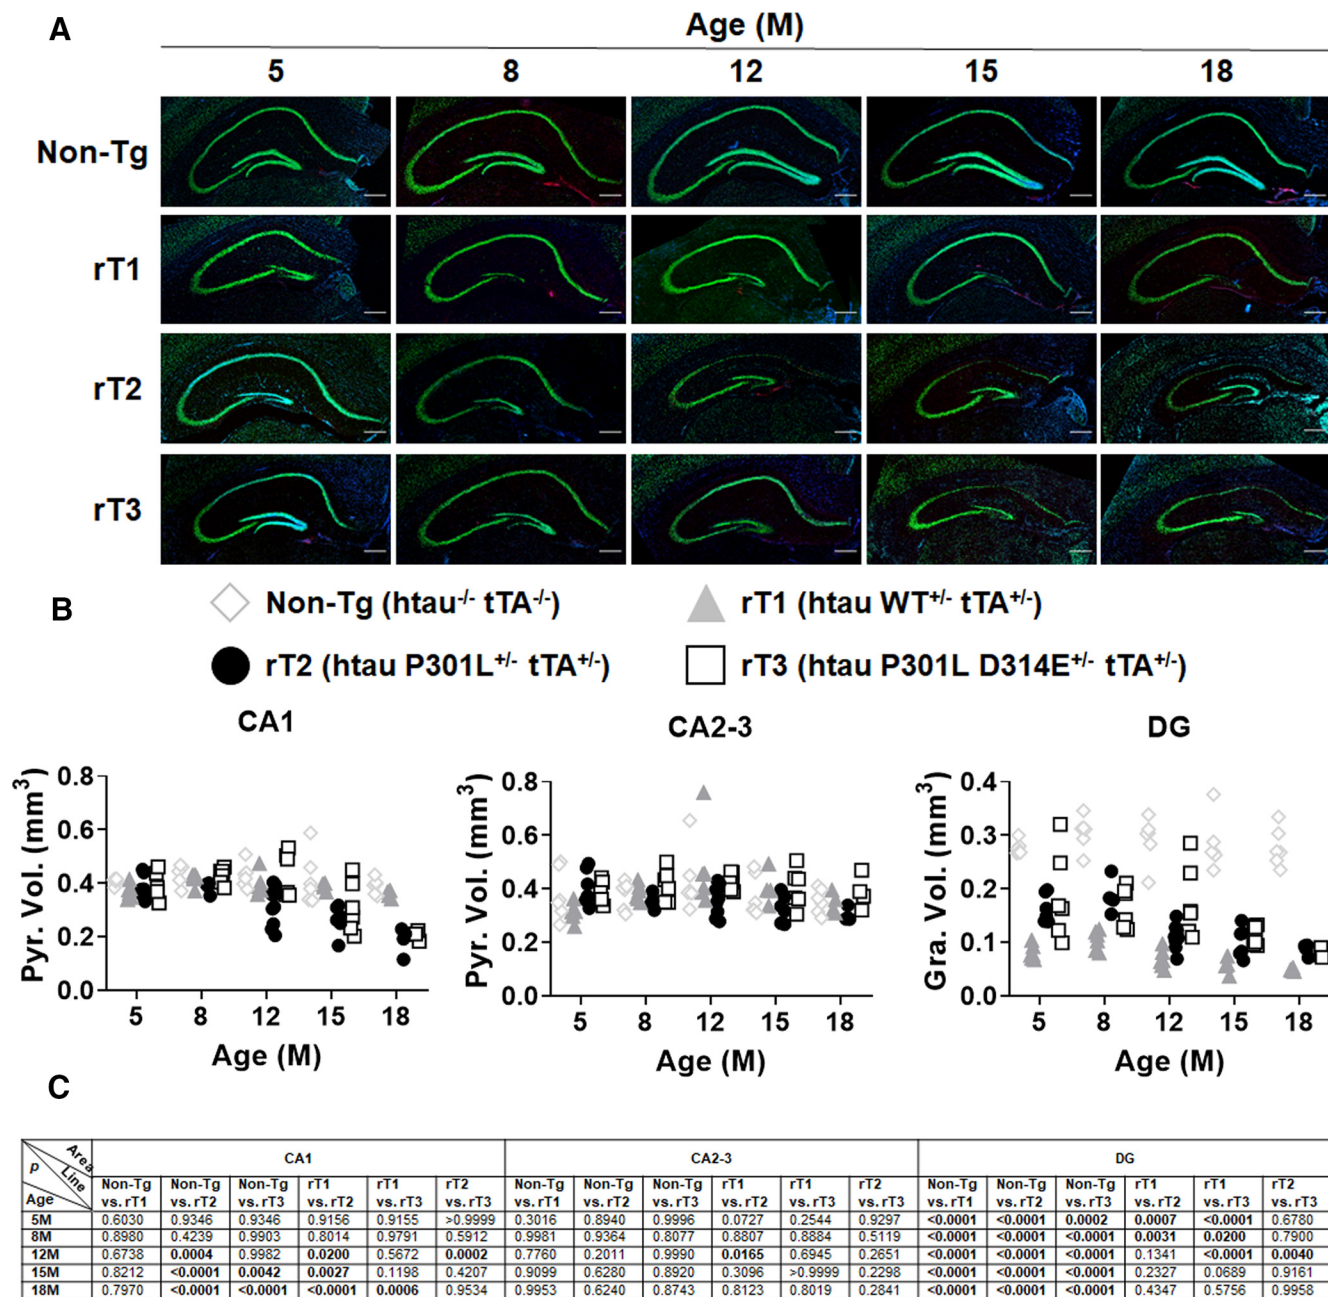 A
Age (M)
5 8 12 15 18
Non-Tg
rT1
rT2
rT3
B
Non-Tg (htau-/- tTA-/-)
rT1 (htau WT+/- tTA+/-)
rT2 (htau P301L+/- tTA+/-)
rT3 (htau P301L D314E+/- tTA+/-)
CA1
Pyr. Vol. (mm3)
0.8
0.6
0.4
0.2
0.0
5 8 12 15 18
Age (M)
CA2-3
Pyr. Vol. (mm3)
0.8
0.6
0.4
0.2
0.0
5 8 12 15 18
Age (M)
DG
Gra. Vol. (mm3)
0.4
0.3
0.2
0.1
0.0
5 8 12 15 18
Age (M)
C
p Area Line Age
CA1 CA2-3 DG
Non-Tg Non-Tg Non-Tg rT1 rT1 rT2 Non-Tg Non-Tg Non-Tg rT1 rT1 rT2 Non-Tg Non-Tg Non-Tg rT1 rT1 rT2
vs. rT1 vs. rT2 vs. rT3 vs. rT2 vs. rT3 vs. rT3 vs. rT1 vs. rT2 vs. rT3 vs. rT2 vs. rT3 vs. rT3 vs. rT1 vs. rT2 vs. rT3 vs. rT2 vs. rT3 vs. rT3
5M 0.6030 0.9346 0.9346 0.9156 0.9155 >0.9999 0.3016 0.8940 0.9996 0.0727 0.2544 0.9297 <0.0001 <0.0001 0.0002 0.0007 <0.0001 0.6780
8M 0.8980 0.4239 0.9903 0.8014 0.9791 0.5912 0.9981 0.9364 0.8077 0.8807 0.8884 0.5119 <0.0001 <0.0001 <0.0001 0.0031 0.0200 0.7900
12M 0.6738 0.0004 0.9982 0.0200 0.5672 0.0002 0.7760 0.2011 0.9990 0.0165 0.6945 0.2651 <0.0001 <0.0001 <0.0001 0.1341 <0.0001 0.0040
15M 0.8212 <0.0001 0.0042 0.0027 0.1198 0.4207 0.9099 0.6280 0.8920 0.3096 >0.9999 0.2298 <0.0001 <0.0001 <0.0001 0.2327 0.0689 0.9161
18M 0.7970 <0.0001 <0.0001 <0.0001 0.0006 0.9534 0.9953 0.6240 0.8743 0.8123 0.8019 0.2841 <0.0001 <0.0001 <0.0001 0.4347 0.5756 0.9958